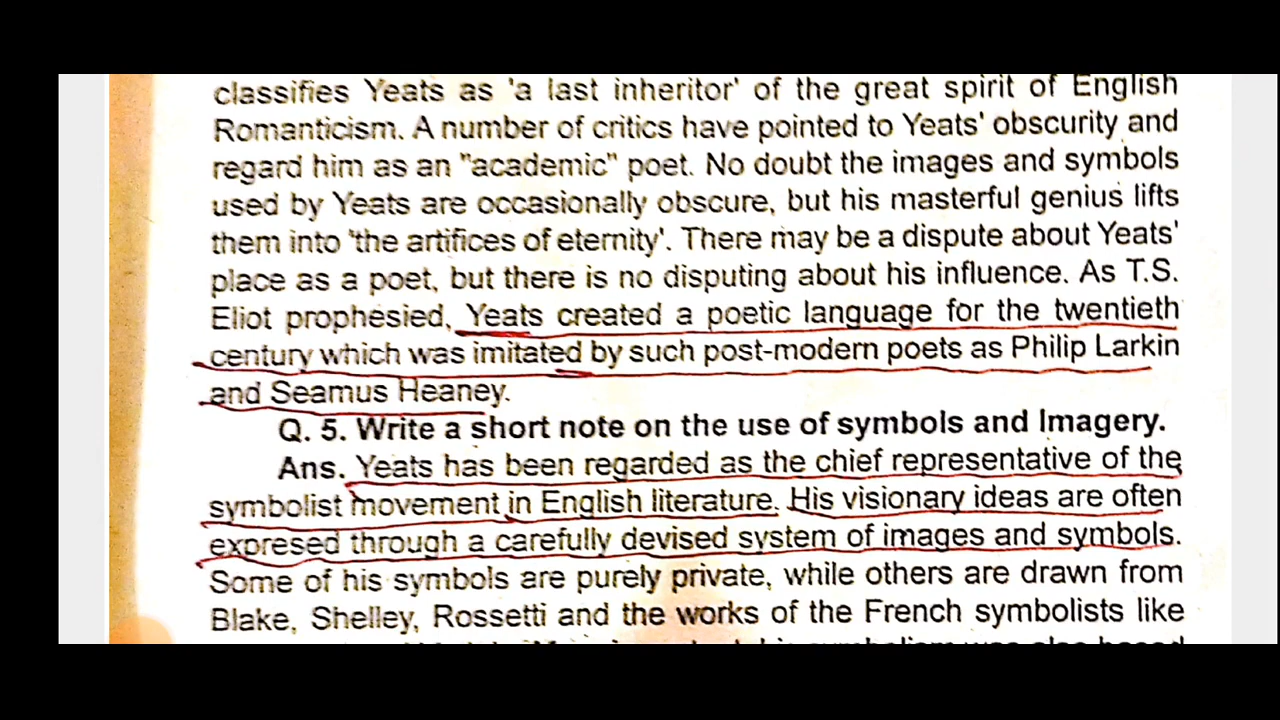 classifies Yeats as 'a last inheritor' of the great spirit of English
Romanticism. A number of critics have pointed to Yeats' obscurity and
regard him as an "academic" poet. No doubt the images and symbols
used by Yeats are occasionally obscure, but his masterful genius lifts
them into 'the artifices of eternity'. There may be a dispute about Yeats'
place as a poet, but there is no disputing about his influence. As T.S.
Eliot prophesied, Yeats created a poetic language for the twentieth
century which was imitated by such post-modern poets as Philip Larkin
and Seamus Heaney.
Q. 5. Write a short note on the use of symbols and Imagery.
Ans. Yeats has been regarded as the chief representative of the
symbolist movement in English literature. His visionary ideas are often
expresed through a carefully devised system of images and symbols.
Some of his symbols are purely private, while others are drawn from
Blake, Shelley, Rossetti and the works of the French symbolists like
his symbolism was also based